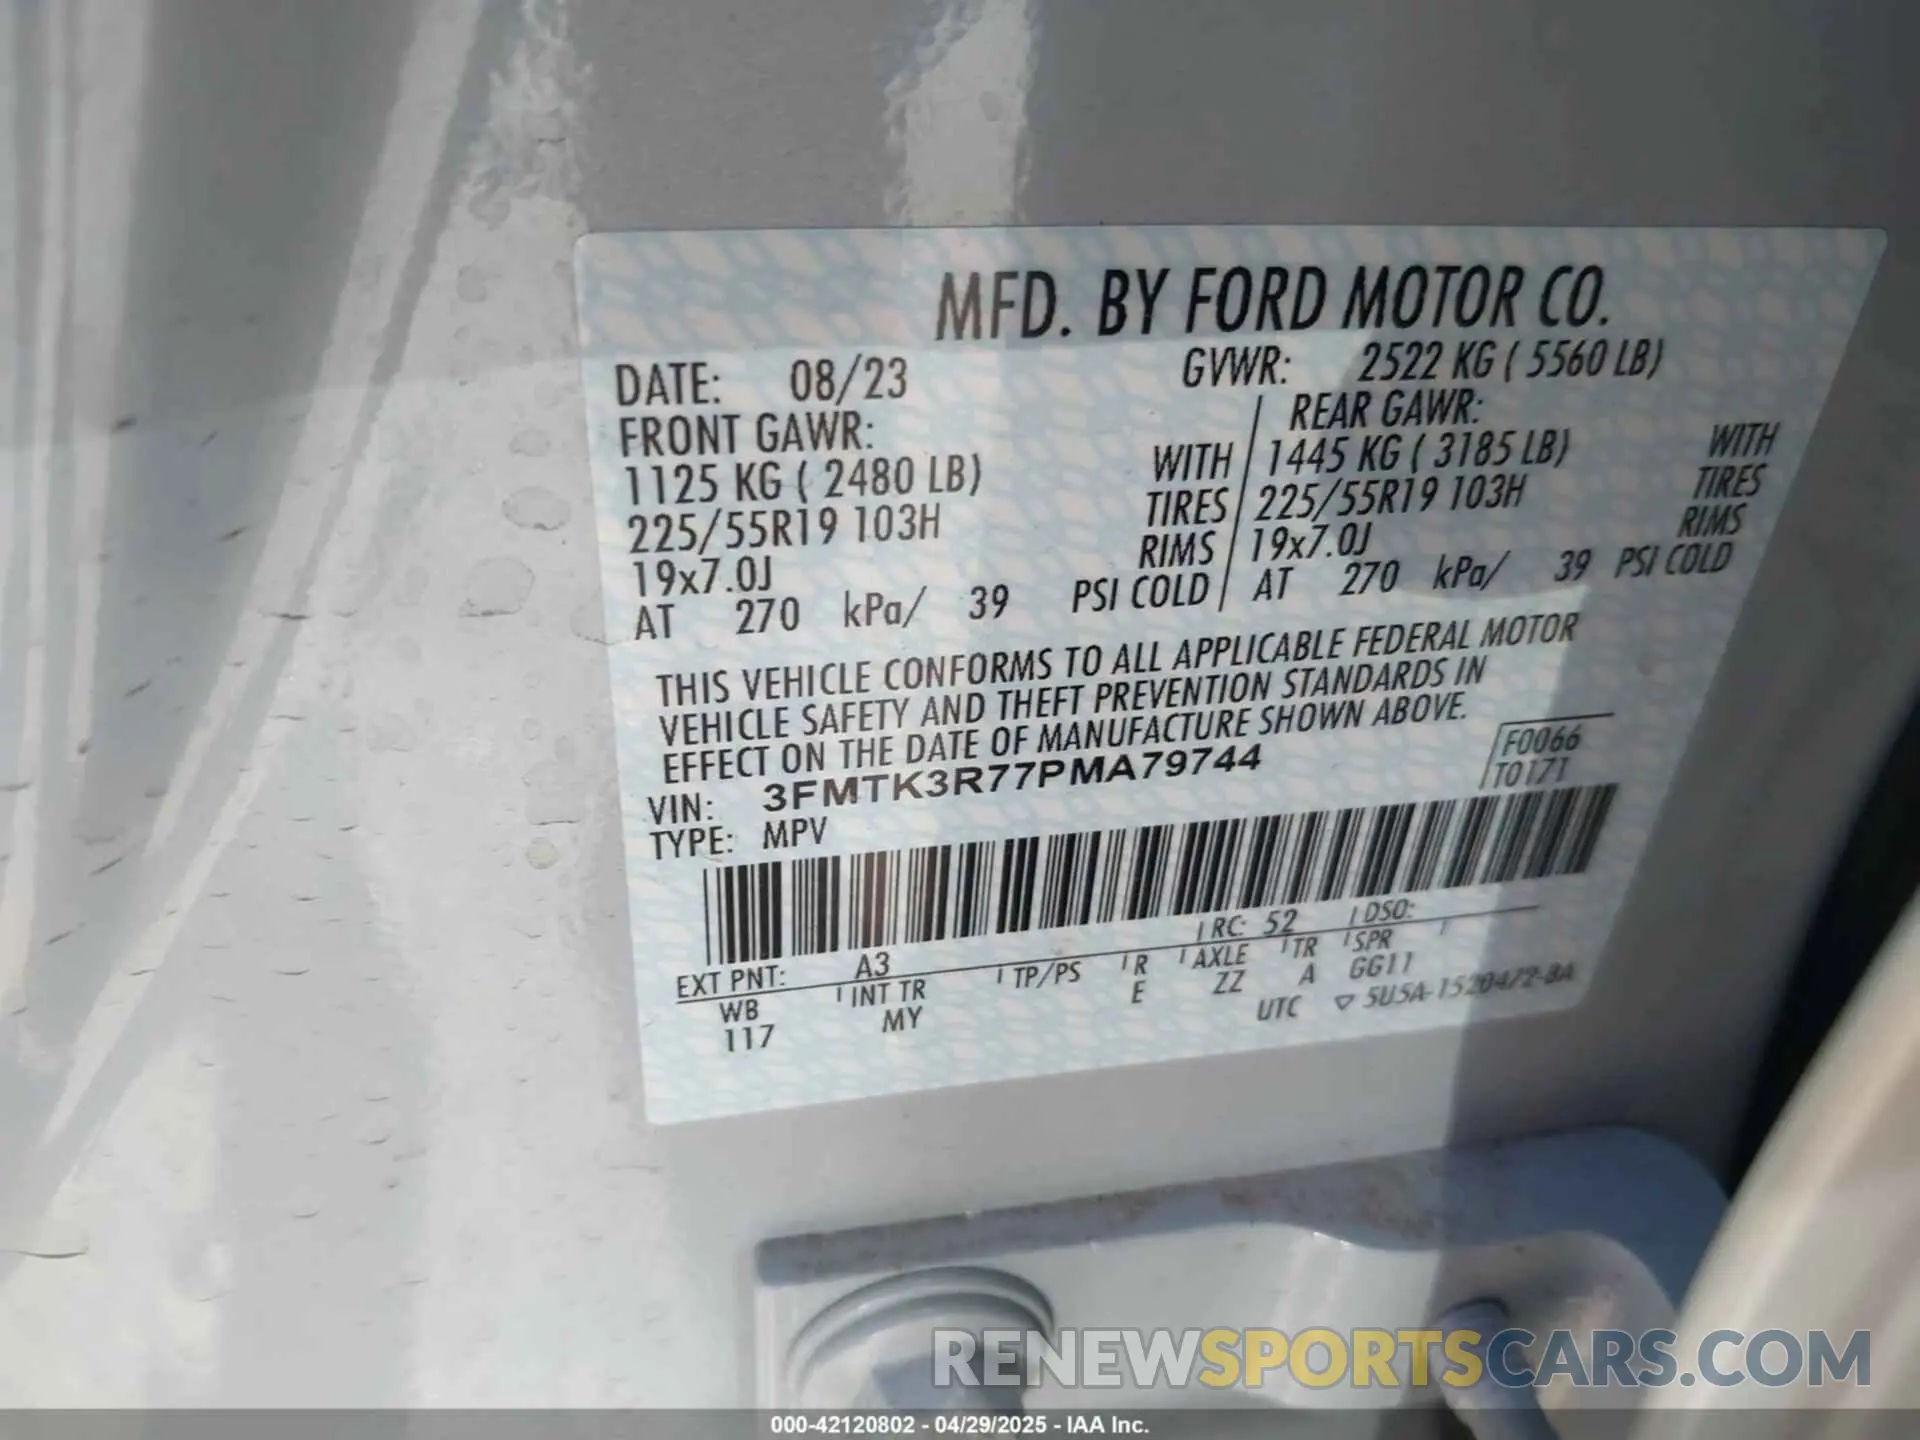 MFD. BY FORD MOTOR CO.
DATE: 08/23 GVWR: 2522 KG ( 5560 LB)
FRONT GAWR: REAR GAWR:
1125 KG ( 2480 LB) WITH 1445 KG ( 3185 LB) WITH
225/55R19 103H TIRES 225/55R19 103H TIRES
19x7.0J RIMS 19x7.0J RIMS
AT 270 kPa/ 39 PSI COLD AT 270 kPa/ 39 PSI COLD
THIS VEHICLE CONFORMS TO ALL APPLICABLE FEDERAL MOTOR
VEHICLE SAFETY AND THEFT PREVENTION STANDARDS IN
EFFECT ON THE DATE OF MANUFACTURE SHOWN ABOVE.
VIN: 3FMTK3R77PMA79744 F0066
TYPE: MPV T0171
EXT PNT: A3 RC: 52 DSO:
WB INT TR TP/PS R AXLE TR SPR
117 MY E ZZ A GG11
UTC 5U5A-1520472-BA
RENEWSPORTSCARS.COM
000-42120802 - 04/29/2025 - IAA Inc.